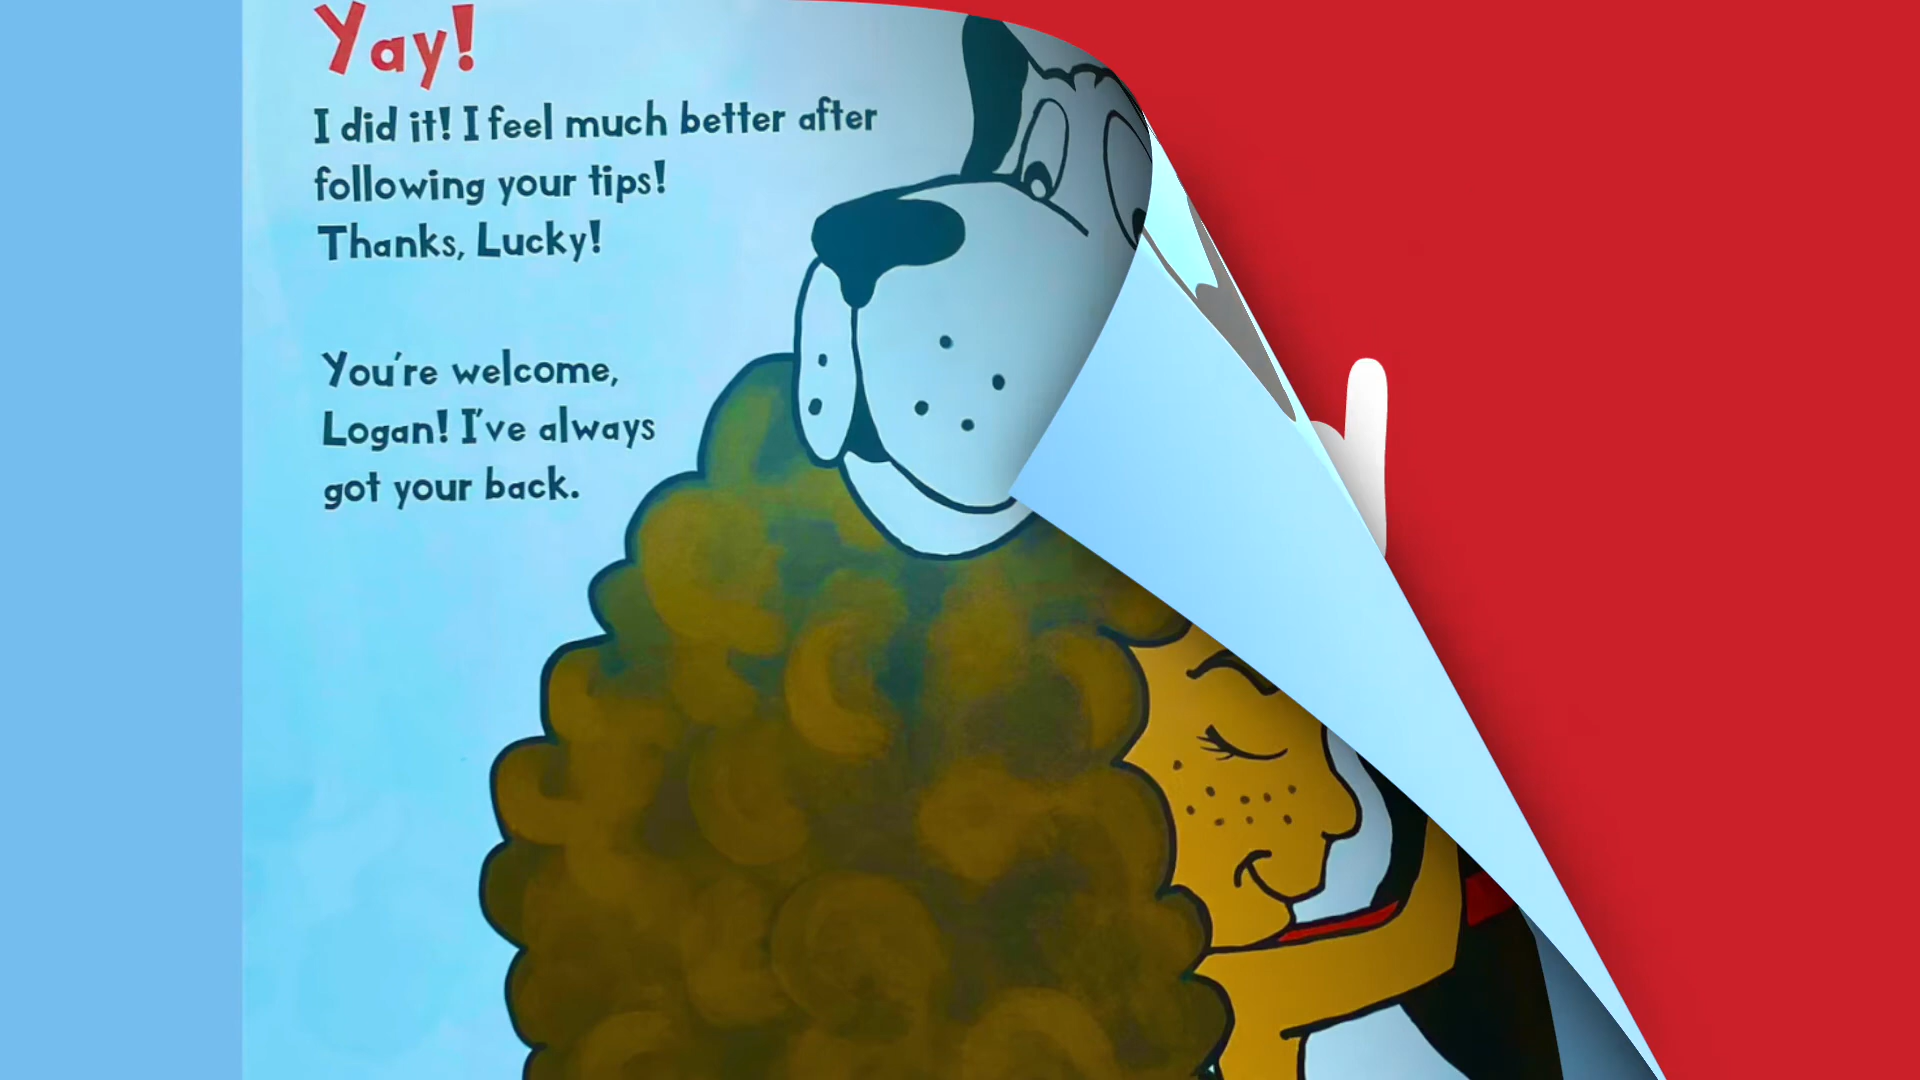 Yay!
I did it! I feel much better after
following your tips!
Thanks, Lucky!
You're welcome,
Logan! I've always
got your back.